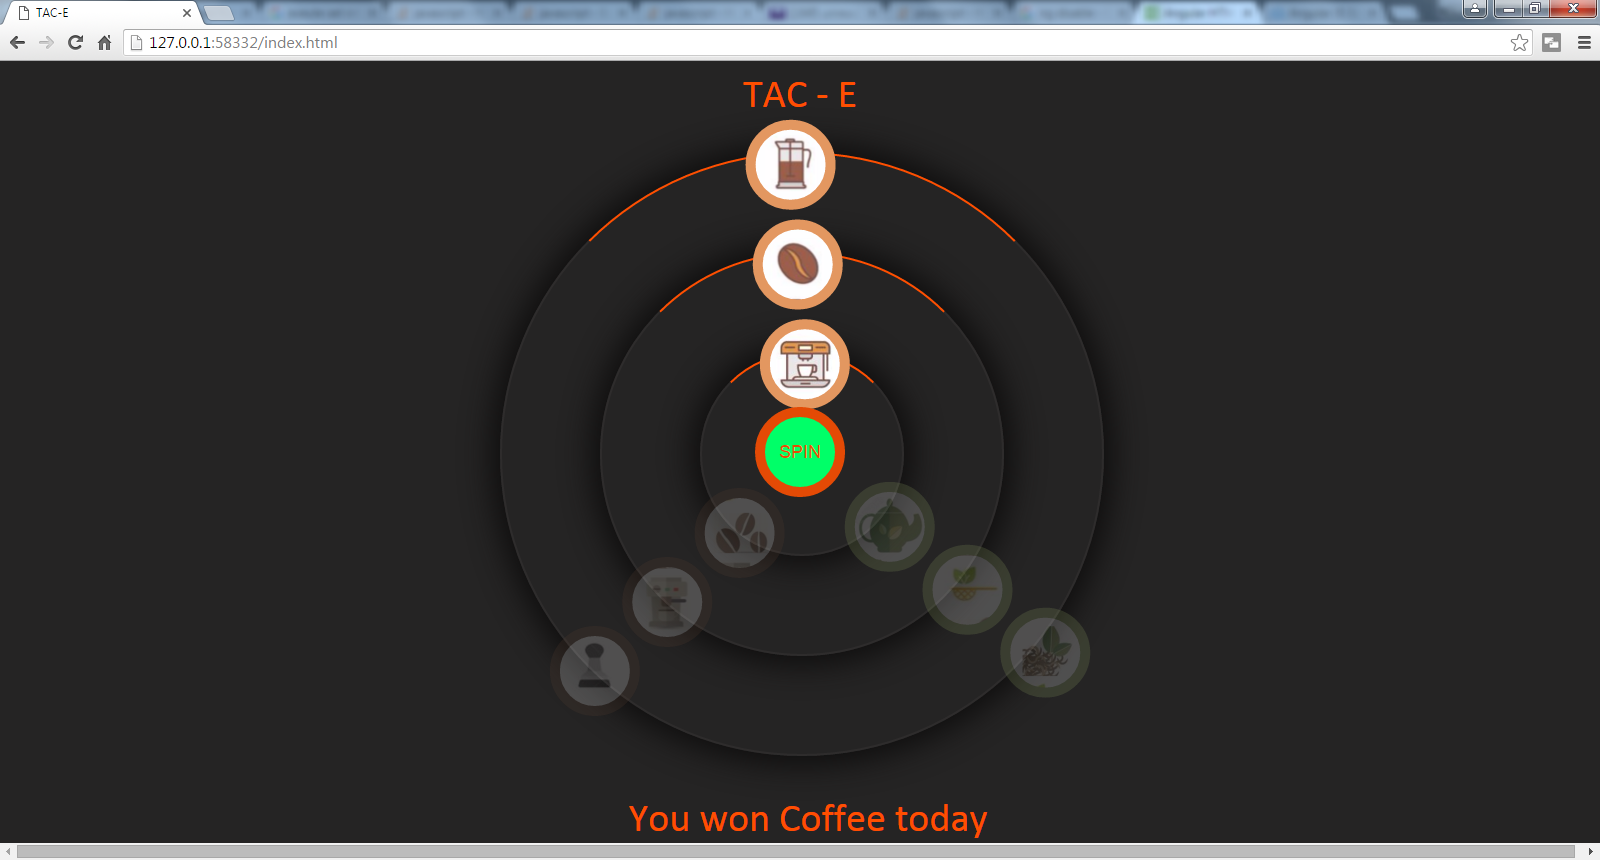 TAC-E
127.0.0.1:58332/index.html
TAC - E
SPIN
You won Coffee today